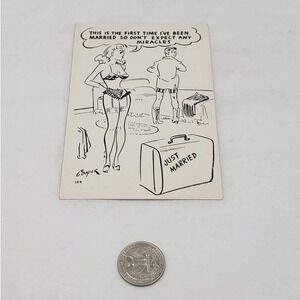 THIS IS THE FIRST TIME I'VE BEEN
MARRIED SO DON'T EXPECT ANY
MIRACLES
JUST
MARRIED